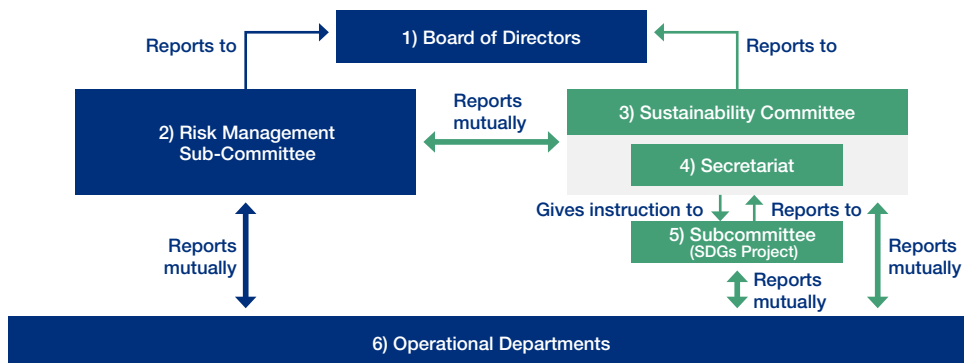 1) Board of Directors
Reports to
Reports to
2) Risk Management
Sub-Committee
Reports
mutually
3) Sustainability Committee
4) Secretariat
Gives instruction to
Reports to
5) Subcommittee
(SDGs Project)
Reports
mutually
Reports
mutually
Reports
mutually
6) Operational Departments